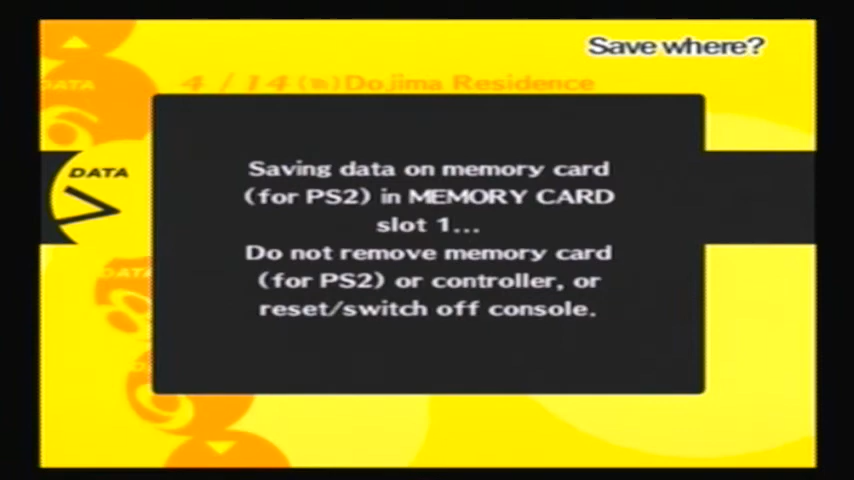 Save where?
DATA
4/14(    )Dojima Residence
DATA
Saving data on memory card
(for PS2) in MEMORY CARD
slot 1...
Do not remove memory card
(for PS2) or controller, or
reset/switch off console.
DATA